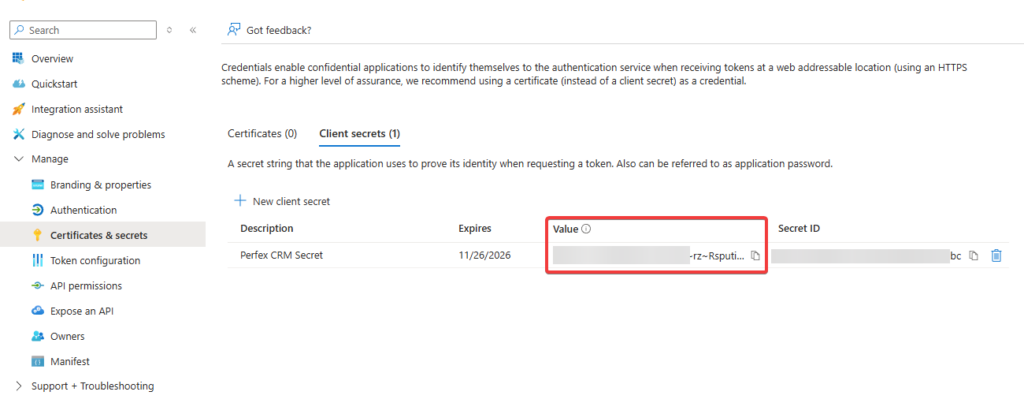 Search
Got feedback?
Overview
Quickstart
Integration assistant
Diagnose and solve problems
Manage
Branding & properties
Authentication
Certificates & secrets
Token configuration
API permissions
Expose an API
Owners
Manifest
Support + Troubleshooting
Credentials enable confidential applications to identify themselves to the authentication service when receiving tokens at a web addressable location (using an HTTPS
scheme). For a higher level of assurance, we recommend using a certificate (instead of a client secret) as a credential.
Certificates (0) Client secrets (1)
A secret string that the application uses to prove its identity when requesting a token. Also can be referred to as application password.
New client secret
Description Expires Value Secret ID
Perfex CRM Secret 11/26/2026 -rz~Rsputi... bc